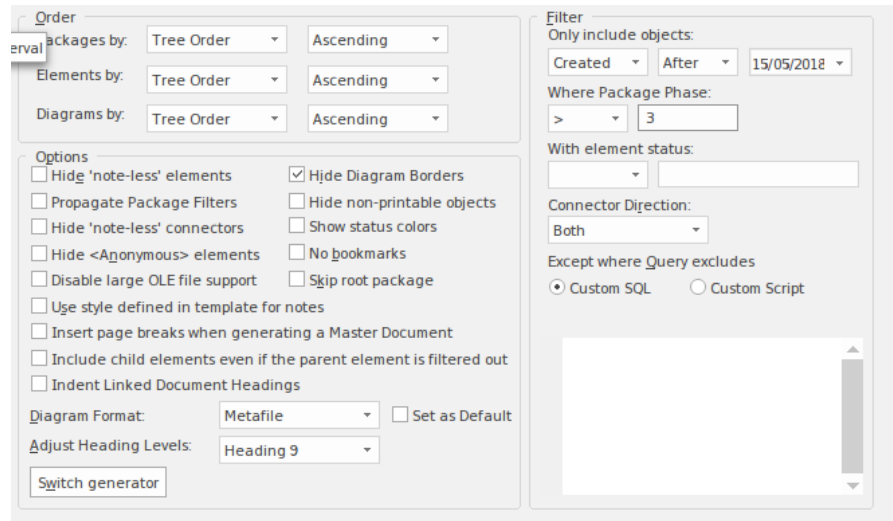 Order
erval
ackages by: Tree Order Ascending
Elements by: Tree Order Ascending
Diagrams by: Tree Order Ascending
Options
Hide 'note-less' elements Hide Diagram Borders
Propagate Package Filters Hide non-printable objects
Hide 'note-less' connectors Show status colors
Hide <Anonymous> elements No bookmarks
Disable large OLE file support Skip root package
Use style defined in template for notes
Insert page breaks when generating a Master Document
Include child elements even if the parent element is filtered out
Indent Linked Document Headings
Diagram Format: Metafile Set as Default
Adjust Heading Levels: Heading 9
Switch generator
Filter
Only include objects:
Created After 15/05/2018
Where Package Phase:
> 3
With element status:
Connector Direction:
Both
Except where Query excludes
Custom SQL Custom Script